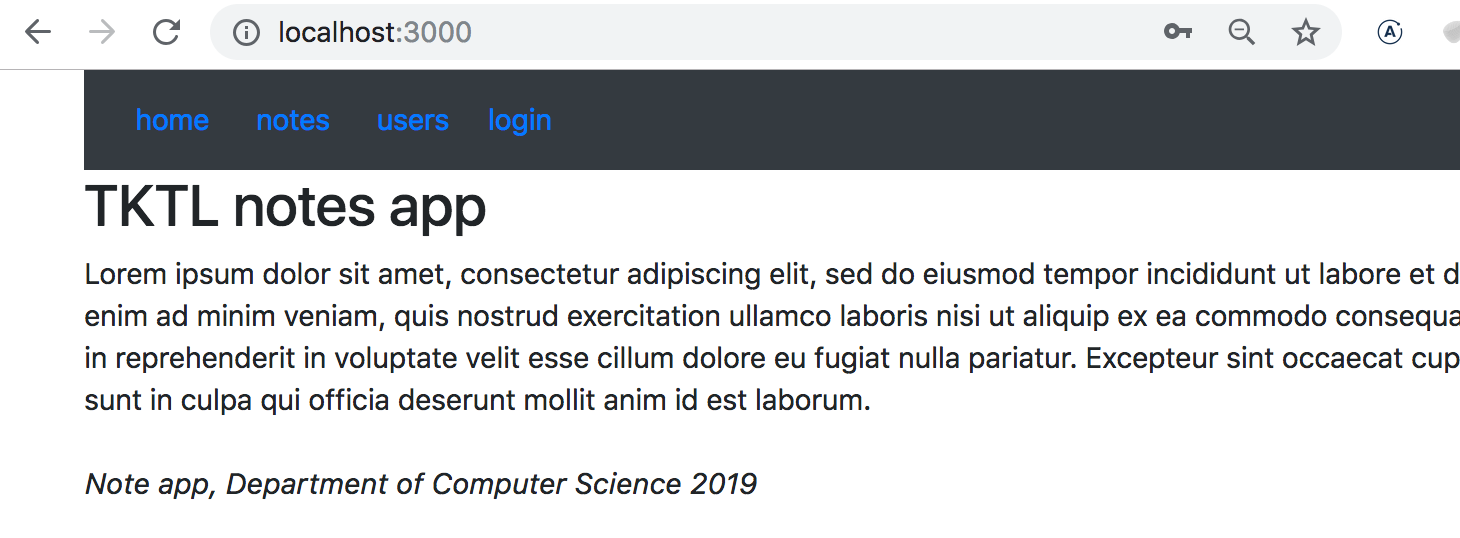 localhost:3000
A
home notes users login
TKTL notes app
Lorem ipsum dolor sit amet, consectetur adipiscing elit, sed do eiusmod tempor incididunt ut labore et d
enim ad minim veniam, quis nostrud exercitation ullamco laboris nisi ut aliquip ex ea commodo consequa
in reprehenderit in voluptate velit esse cillum dolore eu fugiat nulla pariatur. Excepteur sint occaecat cup
sunt in culpa qui officia deserunt mollit anim id est laborum.
Note app, Department of Computer Science 2019